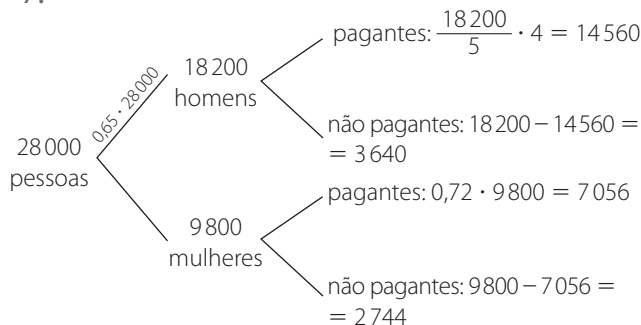 pagantes: 18 200/5 · 4 = 14 560
18 200
homens
0,65 · 28 000
não pagantes: 18 200 – 14 560 =
= 3 640
28 000
pessoas
pagantes: 0,72 · 9 800 = 7 056
9 800
mulheres
não pagantes: 9 800 – 7 056 =
= 2 744